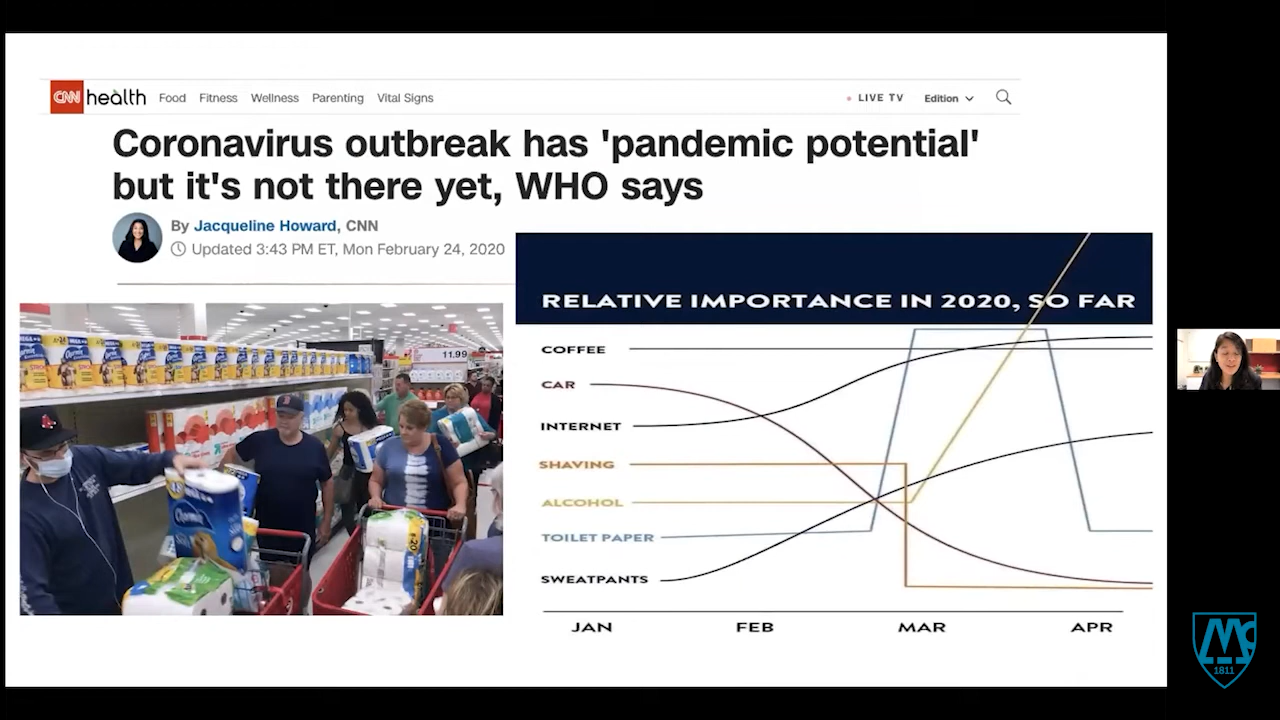 CNN health Food Fitness Wellness Parenting Vital Signs LIVE TV Edition
Coronavirus outbreak has 'pandemic potential'
but it's not there yet, WHO says
By Jacqueline Howard, CNN
Updated 3:43 PM ET, Mon February 24, 2020
11.99
Charmin
RELATIVE IMPORTANCE IN 2020, SO FAR
COFFEE
CAR
INTERNET
SHAVING
ALCOHOL
TOILET PAPER
SWEATPANTS
JAN FEB MAR APR
1811